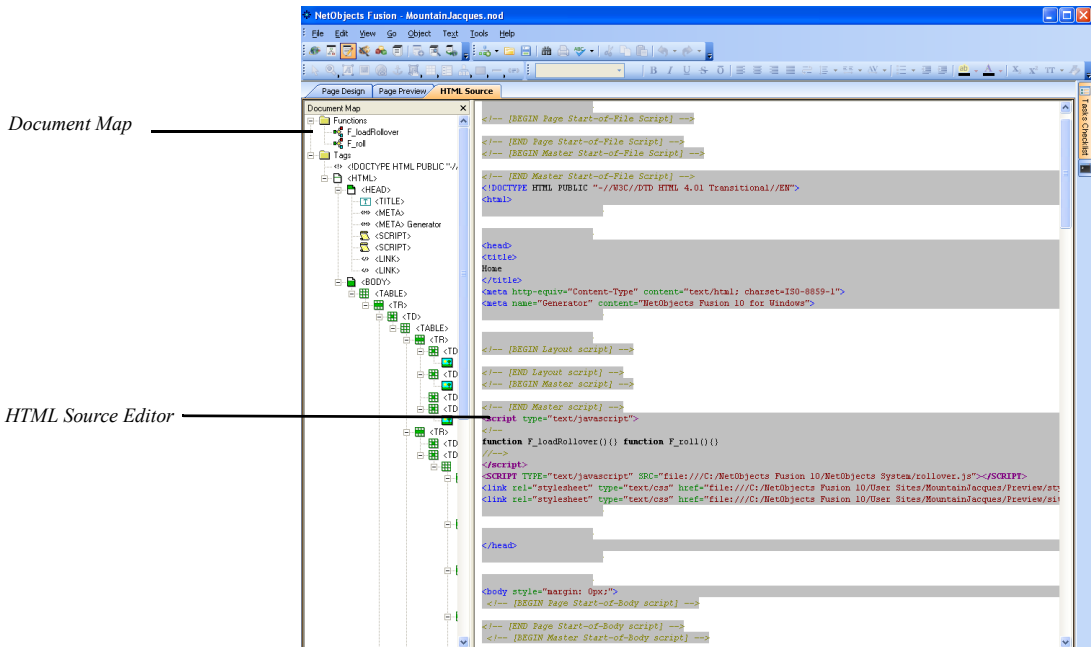 NetObjects Fusion - MountainJacques.nod
File Edit View Go Object Text Tools Help
Page Design Page Preview HTML Source
Document Map
Document Map
HTML Source Editor
Functions
F_loadRollover
F_roll
Tags
<!DOCTYPE HTML PUBLIC "-//
<HTML>
<HEAD>
<TITLE>
<META>
<META> Generator
<SCRIPT>
<SCRIPT>
<LINK>
<LINK>
<BODY>
<TABLE>
<TR>
<TD>
<TABLE>
<TR>
<TD
<TD
<TD
<TD
<TR>
<TD
<TD
<!-- [BEGIN Page Start-of-File Script] -->
<!-- [END Page Start-of-File Script] -->
<!-- [BEGIN Master Start-of-File Script] -->
<!-- [END Master Start-of-File Script] -->
<!DOCTYPE HTML PUBLIC "-//W3C//DTD HTML 4.01 Transitional//EN">
<html>
<head>
<title>
Home
</title>
<meta http-equiv="Content-Type" content="text/html; charset=ISO-8859-1">
<meta name="Generator" content="NetObjects Fusion 10 for Windows">
<!-- [BEGIN Layout script] -->
<!-- [END Layout script] -->
<!-- [BEGIN Master script] -->
<!-- [END Master script] -->
<script type="text/javascript">
<!--
function F_loadRollover(){} function F_roll(){}
//-->
</script>
<SCRIPT TYPE="text/javascript" SRC="file:///C:/NetObjects Fusion 10/NetObjects System/rollover.js"></SCRIPT>
<link rel="stylesheet" type="text/css" href="file:///C:/NetObjects Fusion 10/User Sites/MountainJacques/Preview/sty
<link rel="stylesheet" type="text/css" href="file:///C:/NetObjects Fusion 10/User Sites/MountainJacques/Preview/sit
</head>
<body style="margin: 0px;">
<!-- [BEGIN Page Start-of-Body script] -->
<!-- [END Page Start-of-Body script] -->
<!-- [BEGIN Master Start-of-Body script] -->
Tasks Checklist